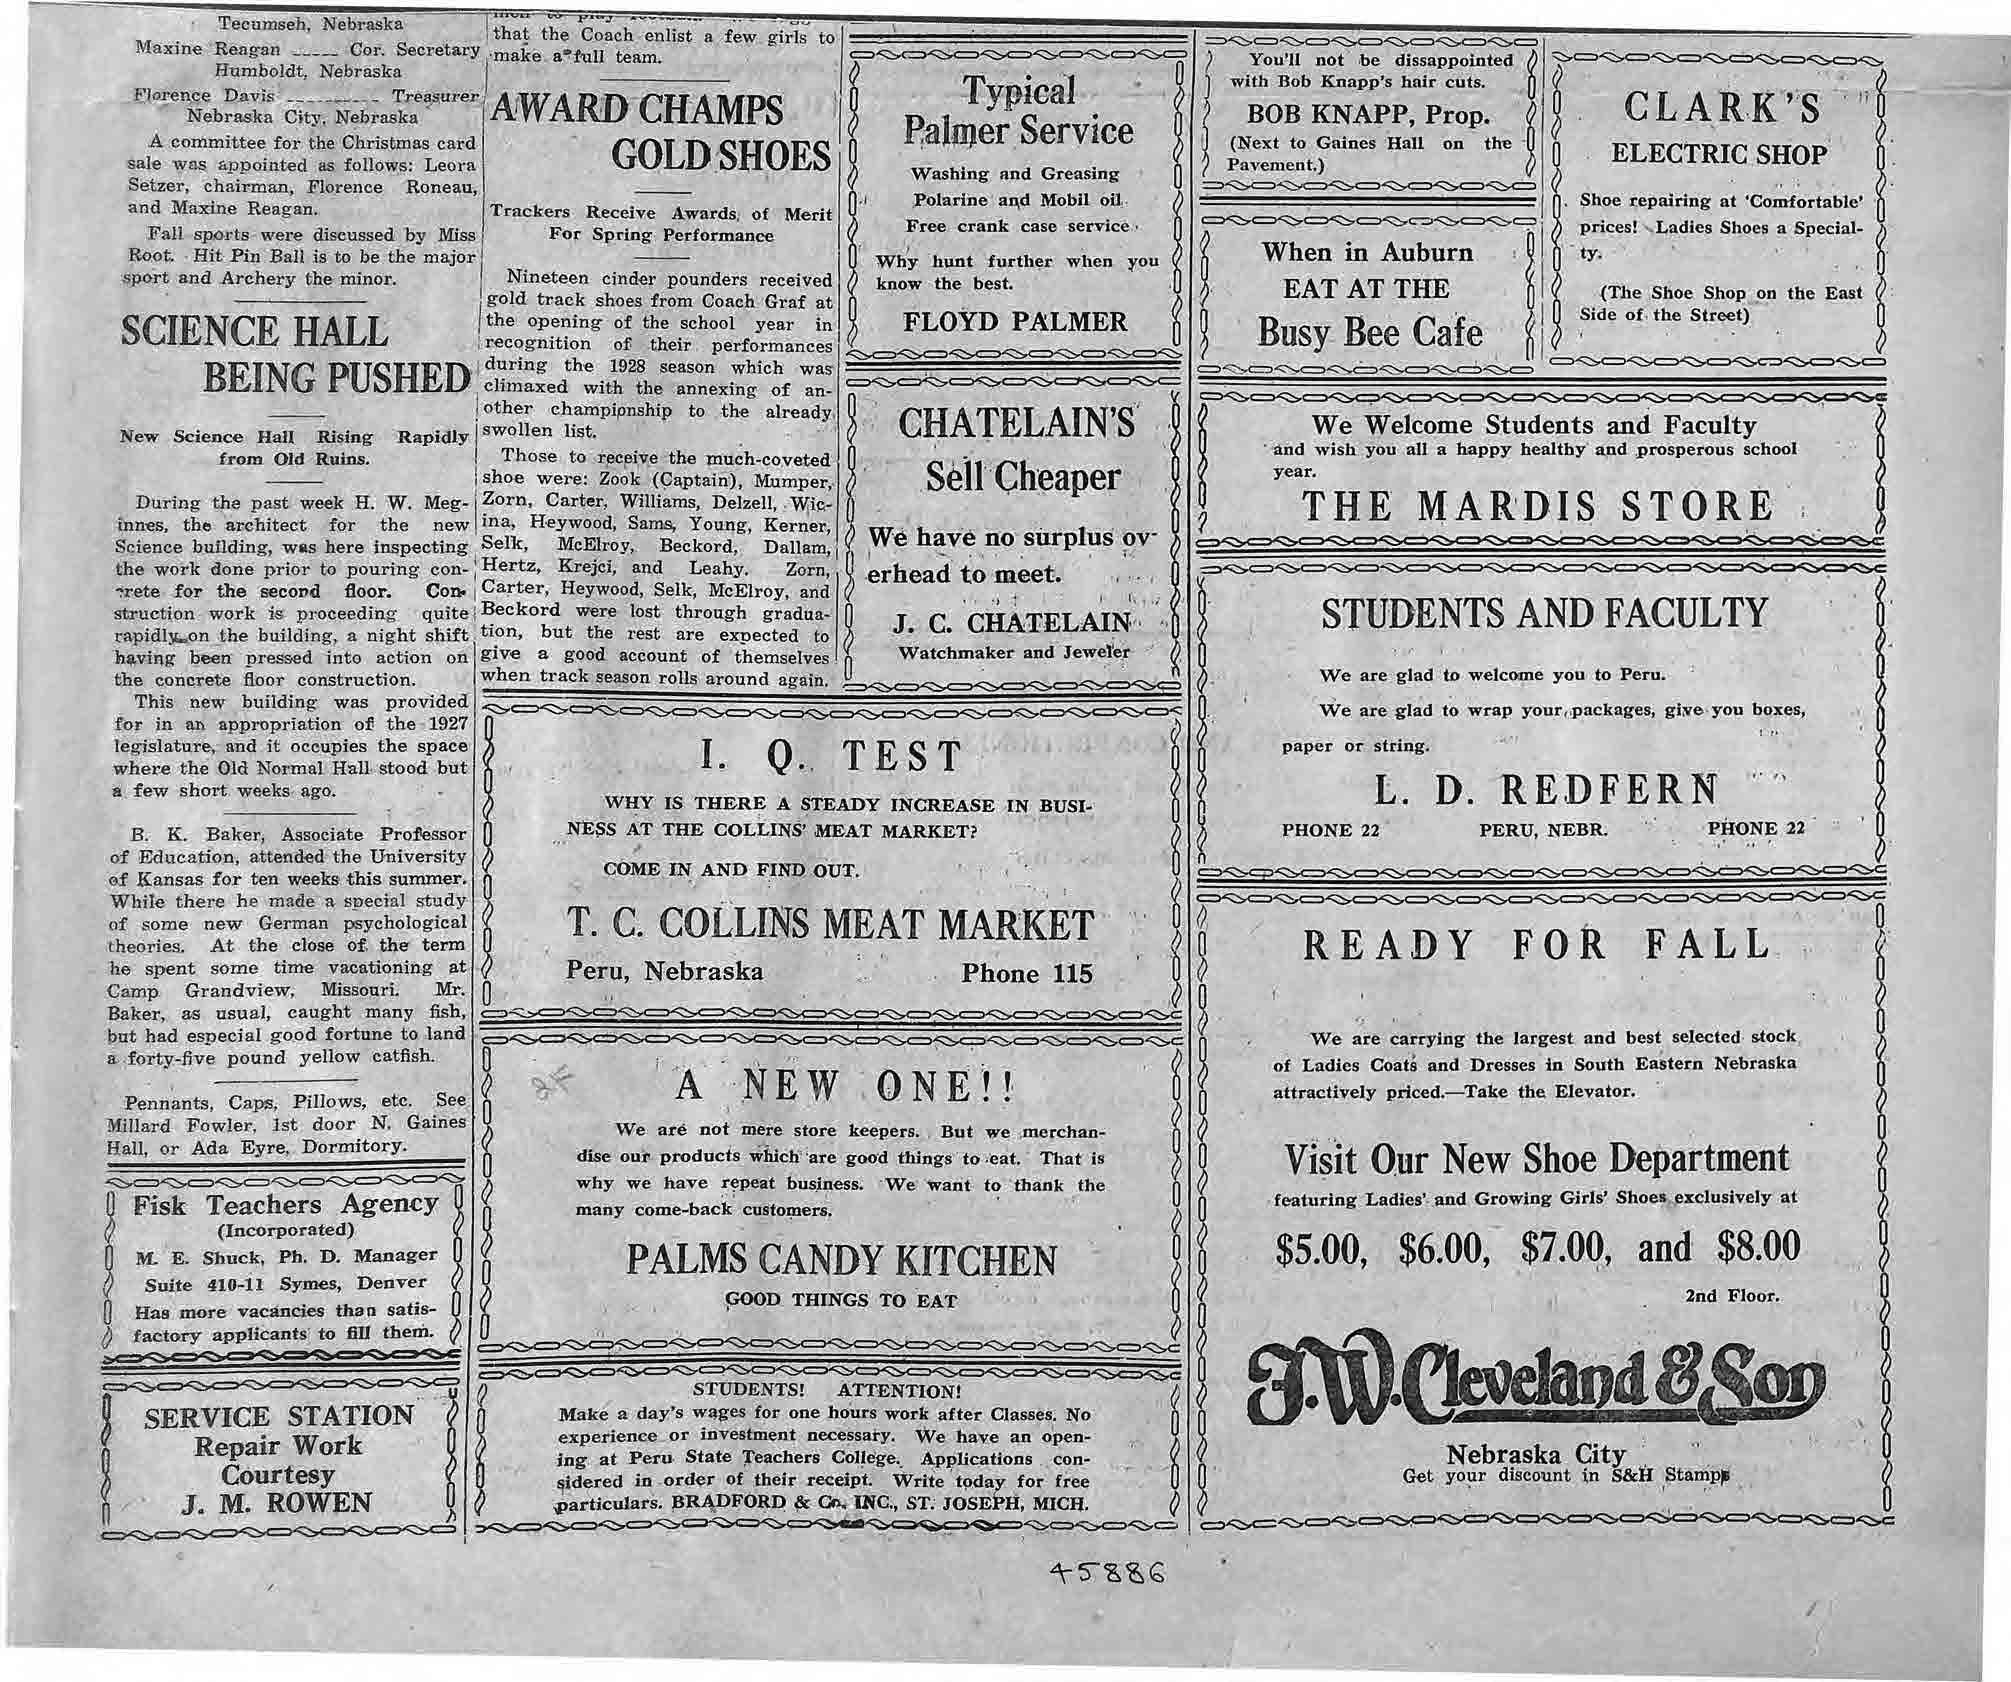 Tecumseh, Nebraska
Maxine Reagan _____ Cor. Secretary
Humboldt, Nebraska
Florence Davis __________ Treasurer
Nebraska City, Nebraska
A committee for the Christmas card
sale was appointed as follows: Leora
Setzer, chairman, Florence Roneau,
and Maxine Reagan.
Fall sports were discussed by Miss
Root. Hit Pin Ball is to be the major
sport and Archery the minor.
SCIENCE HALL
BEING PUSHED
New Science Hall Rising Rapidly
from Old Ruins.
During the past week H. W. Meg-
innes, the architect for the new
Science building, was here inspecting
the work done prior to pouring con-
crete for the second floor. Con-
struction work is proceeding quite
rapidly on the building, a night shift
having been pressed into action on
the concrete floor construction.
This new building was provided
for in an appropriation of the 1927
legislature, and it occupies the space
where the Old Normal Hall stood but
a few short weeks ago.
B. K. Baker, Associate Professor
of Education, attended the University
of Kansas for ten weeks this summer.
While there he made a special study
of some new German psychological
theories. At the close of the term
he spent some time vacationing at
Camp Grandview, Missouri. Mr.
Baker, as usual, caught many fish,
but had especial good fortune to land
a forty-five pound yellow catfish.
Pennants, Caps, Pillows, etc. See
Millard Fowler, 1st door N. Gaines
Hall, or Ada Eyre, Dormitory.
Fisk Teachers Agency
(Incorporated)
M. E. Shuck, Ph. D. Manager
Suite 410-11 Symes, Denver
Has more vacancies than satis-
factory applicants to fill them.
SERVICE STATION
Repair Work
Courtesy
J. M. ROWEN
that the Coach enlist a few girls to
make a full team.
AWARD CHAMPS
GOLD SHOES
Trackers Receive Awards of Merit
For Spring Performance
Nineteen cinder pounders received
gold track shoes from Coach Graf at
the opening of the school year in
recognition of their performances
during the 1928 season which was
climaxed with the annexing of an-
other championship to the already
swollen list.
Those to receive the much-coveted
shoe were: Zook (Captain), Mumper,
Zorn, Carter, Williams, Delzell, Wic-
ina, Heywood, Sams, Young, Kerner,
Selk, McElroy, Beckord, Dallam,
Hertz, Krejci, and Leahy. Zorn,
Carter, Heywood, Selk, McElroy, and
Beckord were lost through gradua-
tion, but the rest are expected to
give a good account of themselves
when track season rolls around again.
Typical
Palmer Service
Washing and Greasing
Polarine and Mobil oil
Free crank case service
Why hunt further when you
know the best.
FLOYD PALMER
CHATELAIN'S
Sell Cheaper
We have no surplus ov-
erhead to meet.
J. C. CHATELAIN
Watchmaker and Jeweler
I. Q. TEST
WHY IS THERE A STEADY INCREASE IN BUSI-
NESS AT THE COLLINS' MEAT MARKET?
COME IN AND FIND OUT.
T. C. COLLINS MEAT MARKET
Peru, Nebraska Phone 115
A NEW ONE!!
We are not mere store keepers. But we merchan-
dise our products which are good things to eat. That is
why we have repeat business. We want to thank the
many come-back customers.
PALMS CANDY KITCHEN
GOOD THINGS TO EAT
STUDENTS! ATTENTION!
Make a day's wages for one hours work after Classes. No
experience or investment necessary. We have an open-
ing at Peru State Teachers College. Applications con-
sidered in order of their receipt. Write today for free
particulars. BRADFORD & Co. INC., ST. JOSEPH, MICH.
You'll not be dissappointed
with Bob Knapp's hair cuts.
BOB KNAPP, Prop.
(Next to Gaines Hall on the
Pavement.)
When in Auburn
EAT AT THE
Busy Bee Cafe
CLARK'S
ELECTRIC SHOP
Shoe repairing at 'Comfortable'
prices! Ladies Shoes a Special-
ty.
(The Shoe Shop on the East
Side of the Street)
We Welcome Students and Faculty
and wish you all a happy healthy and prosperous school
year.
THE MARDIS STORE
STUDENTS AND FACULTY
We are glad to welcome you to Peru.
We are glad to wrap your packages, give you boxes,
paper or string.
L. D. REDFERN
PHONE 22 PERU, NEBR. PHONE 22
READY FOR FALL
We are carrying the largest and best selected stock
of Ladies Coats and Dresses in South Eastern Nebraska
attractively priced.—Take the Elevator.
Visit Our New Shoe Department
featuring Ladies' and Growing Girls' Shoes exclusively at
$5.00, $6.00, $7.00, and $8.00
2nd Floor.
J.W. Cleveland & Son
Nebraska City
Get your discount in S&H Stamps
45886